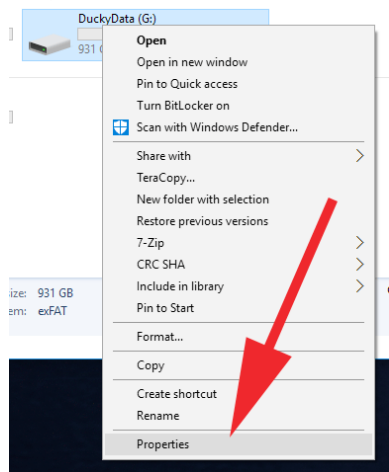 DuckyData (G:)
931
Open
Open in new window
Pin to Quick access
Turn BitLocker on
Scan with Windows Defender...
Share with
TeraCopy...
New folder with selection
Restore previous versions
7-Zip
CRC SHA
Include in library
Pin to Start
size: 931 GB
em: exFAT
Format...
Copy
Create shortcut
Rename
Properties